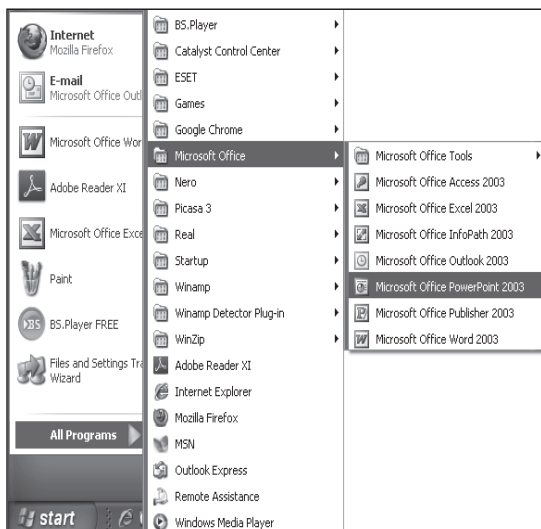 Internet
Mozilla Firefox
E-mail
Microsoft Office Outl
Microsoft Office Wor
Adobe Reader XI
Microsoft Office Exce
Paint
BS.Player FREE
Files and Settings Tra
Wizard
All Programs
start
BS.Player
Catalyst Control Center
ESET
Games
Google Chrome
Microsoft Office
Nero
Picasa 3
Real
Startup
Winamp
Winamp Detector Plug-in
WinZip
Adobe Reader XI
Internet Explorer
Mozilla Firefox
MSN
Outlook Express
Remote Assistance
Windows Media Player
Microsoft Office Tools
Microsoft Office Access 2003
Microsoft Office Excel 2003
Microsoft Office InfoPath 2003
Microsoft Office Outlook 2003
Microsoft Office PowerPoint 2003
Microsoft Office Publisher 2003
Microsoft Office Word 2003